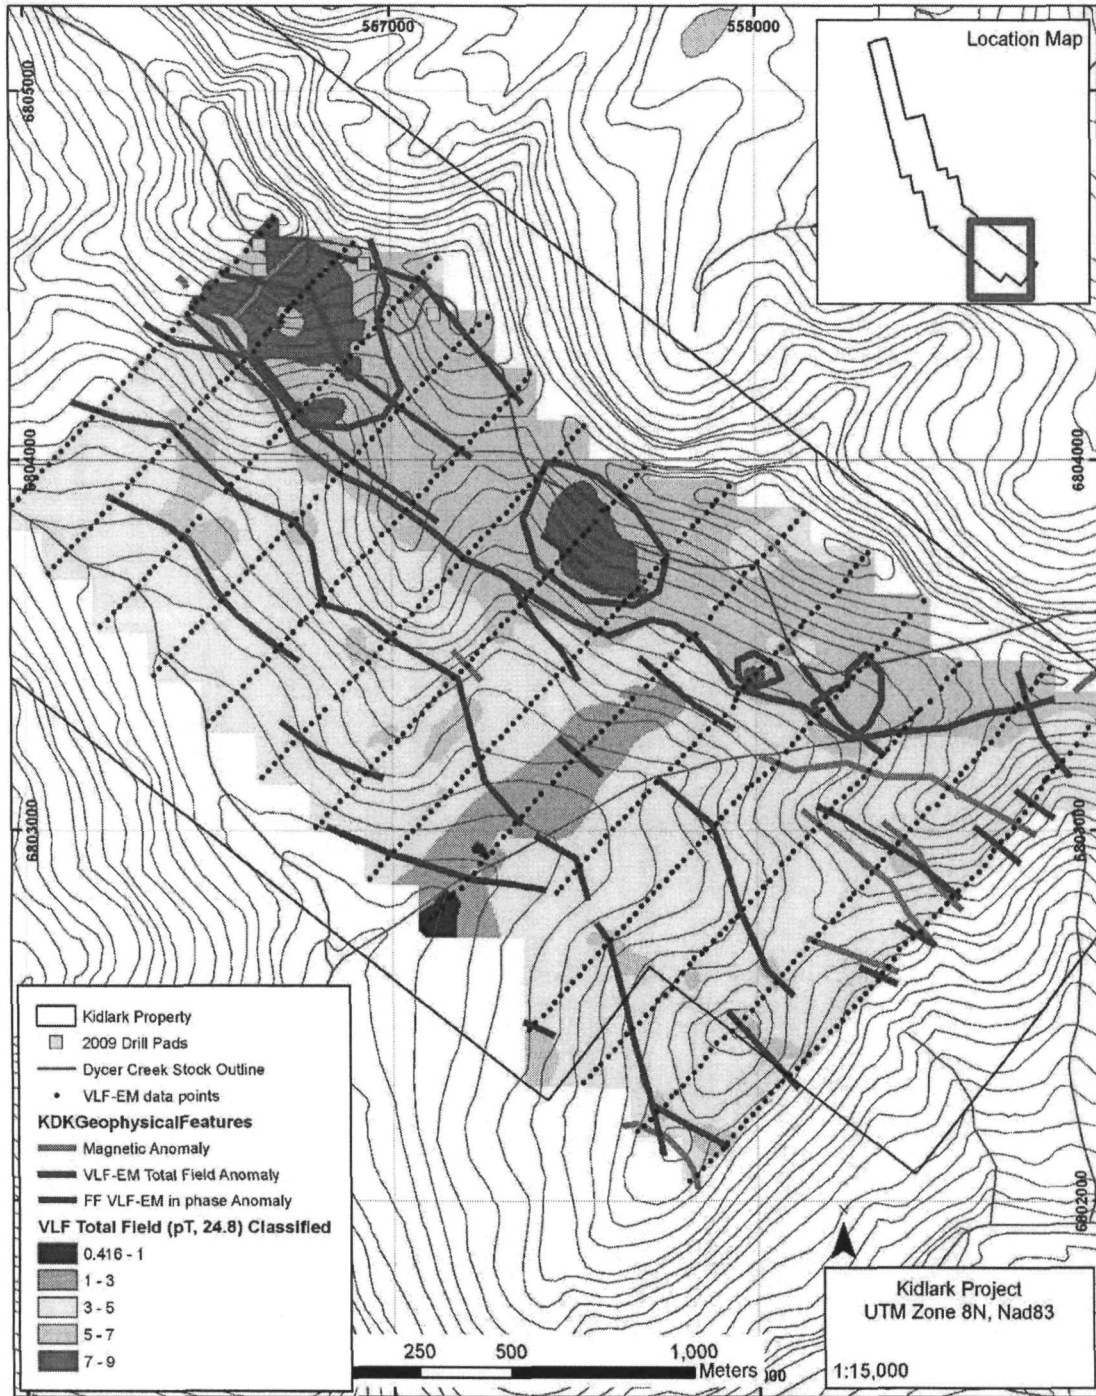 567000
558000
Location Map
6805000
6804000
6804000
6803000
6803000
6802000
Kidlark Property
2009 Drill Pads
Dycer Creek Stock Outline
VLF-EM data points
KDKGeophysicalFeatures
Magnetic Anomaly
VLF-EM Total Field Anomaly
FF VLF-EM in phase Anomaly
VLF Total Field (pT, 24.8) Classified
0.416 - 1
1 - 3
3 - 5
5 - 7
7 - 9
250 500 1,000
Meters
Kidlark Project
UTM Zone 8N, Nad83
1:15,000